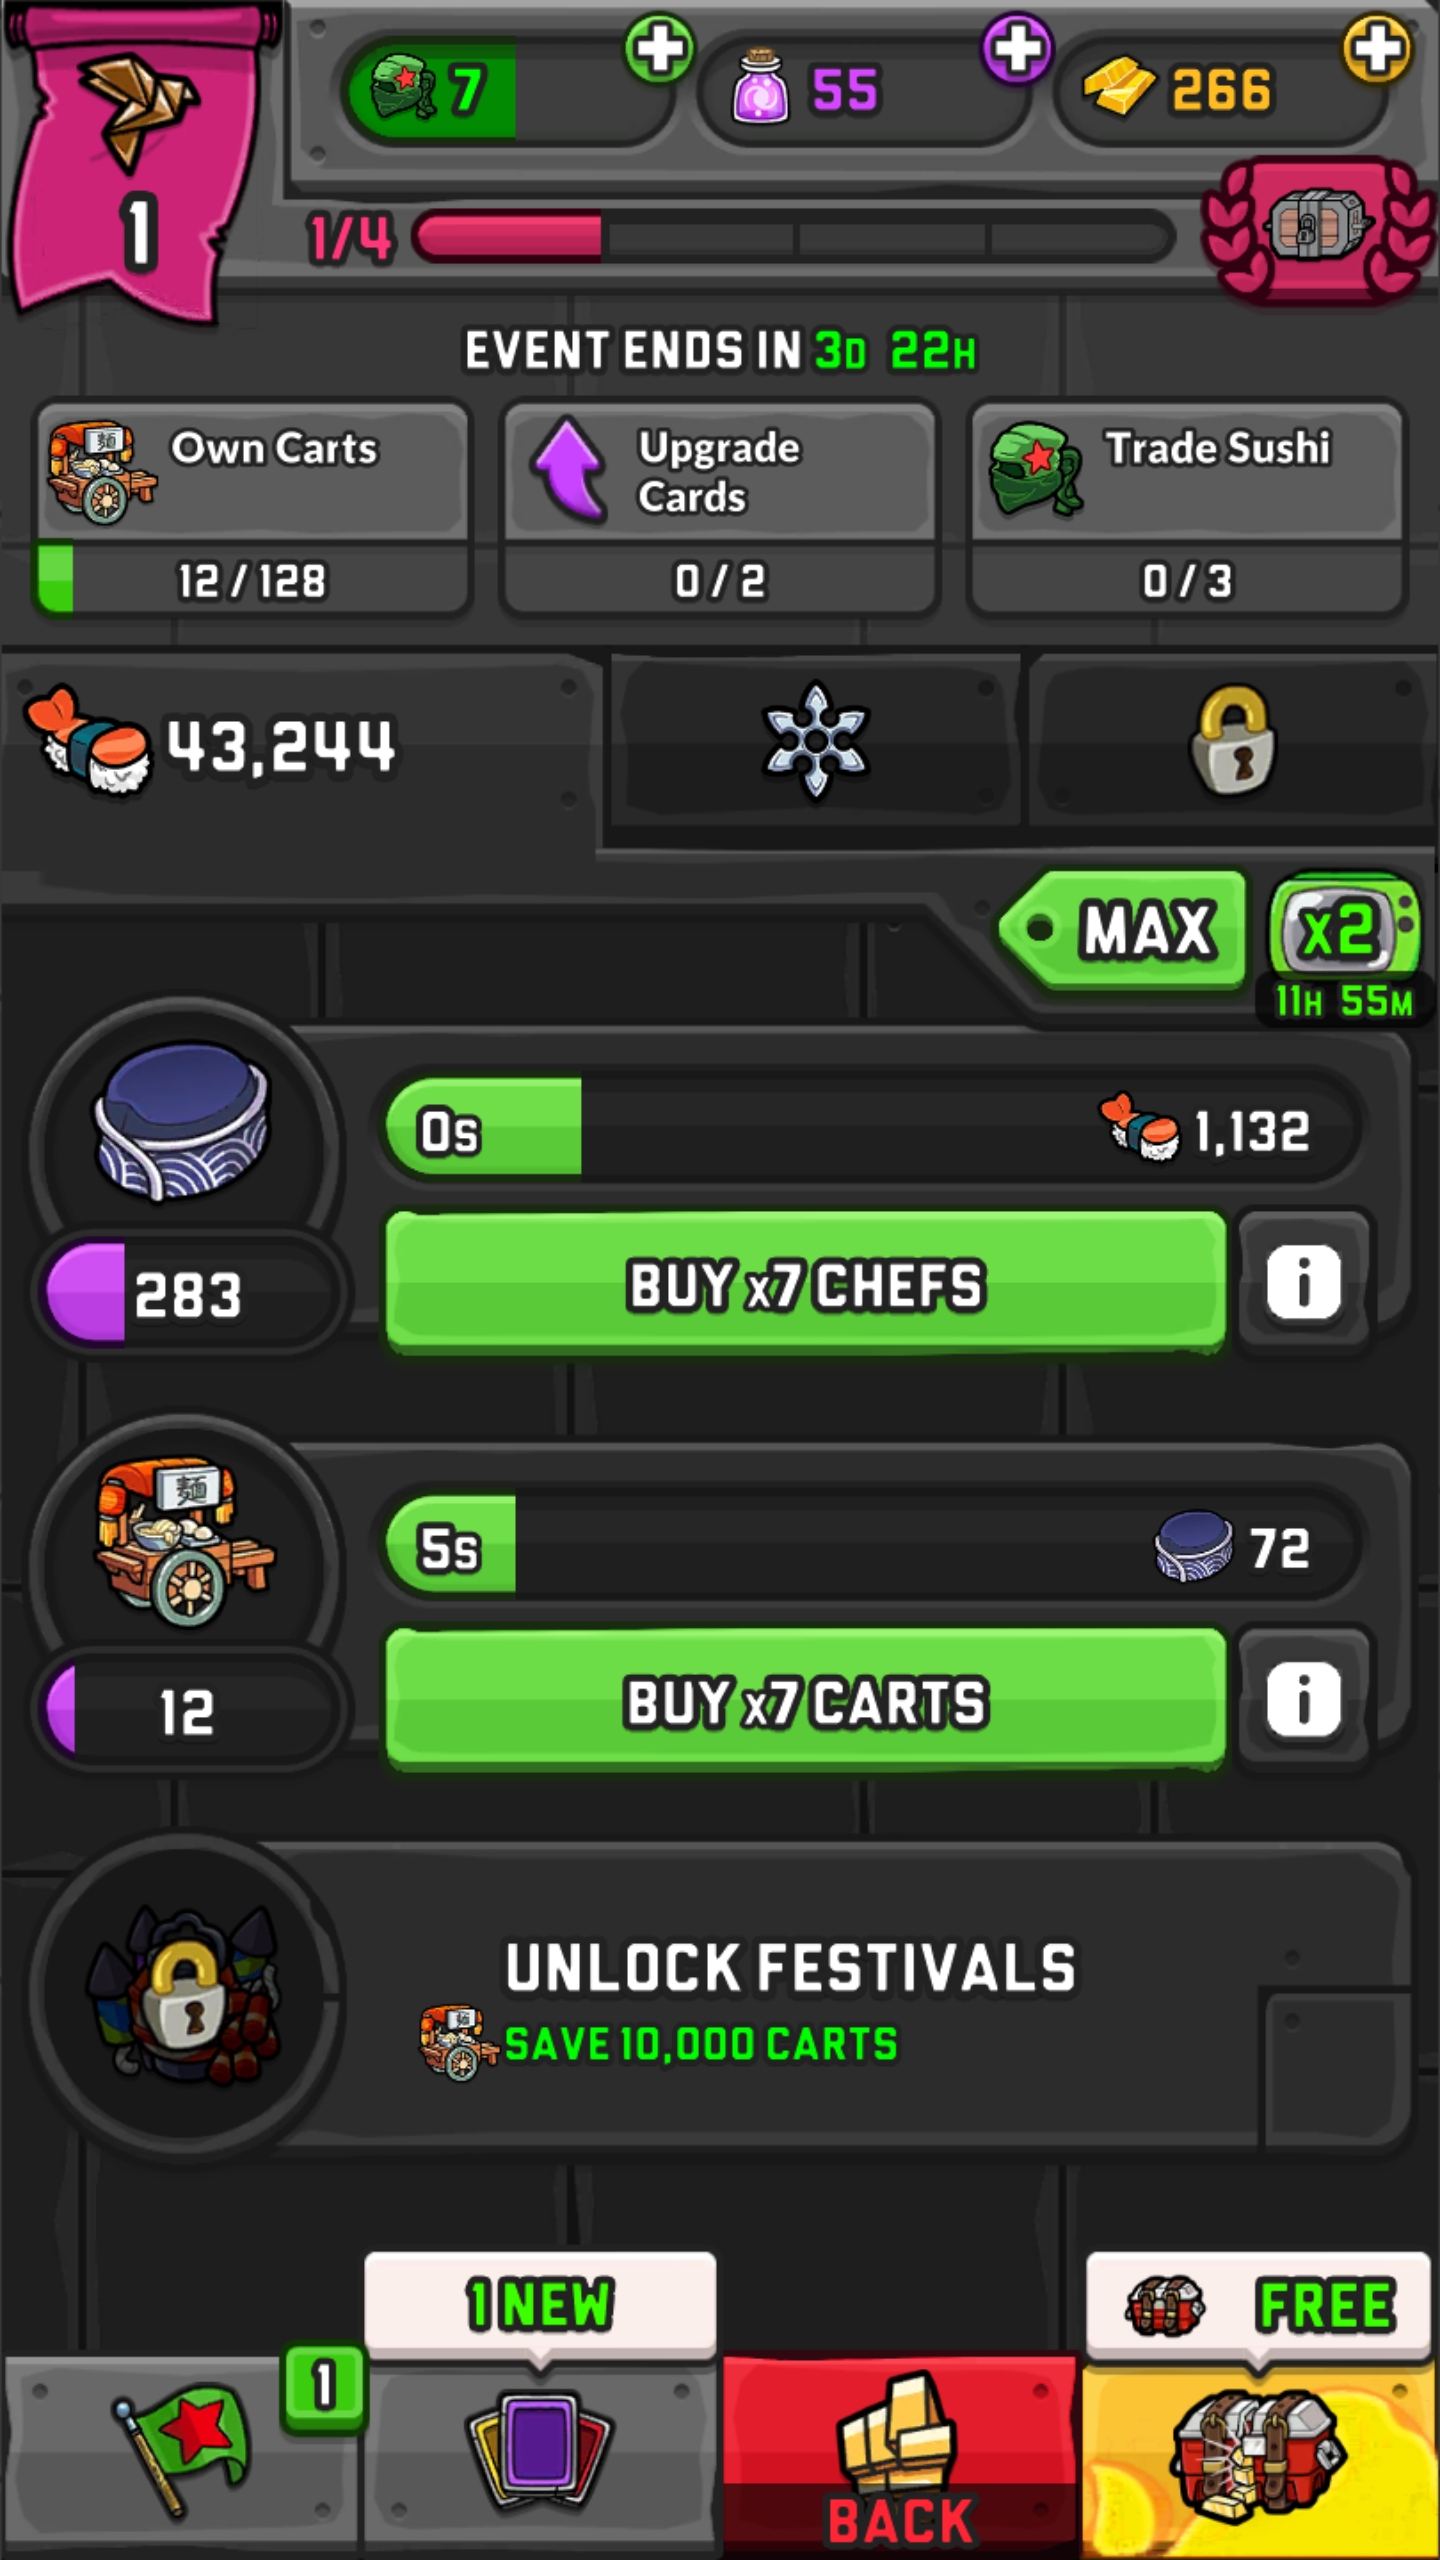 7
55
266
1
1/4
EVENT ENDS IN 3D 22H
Own Carts
12/128
Upgrade
Cards
0/2
Trade Sushi
0/3
43,244
MAX
x2
11H 55M
0s
1,132
283
BUY x7 CHEFS
麺
5s
72
12
BUY x7 CARTS
UNLOCK FESTIVALS
SAVE 10,000 CARTS
1 NEW
FREE
1
BACK